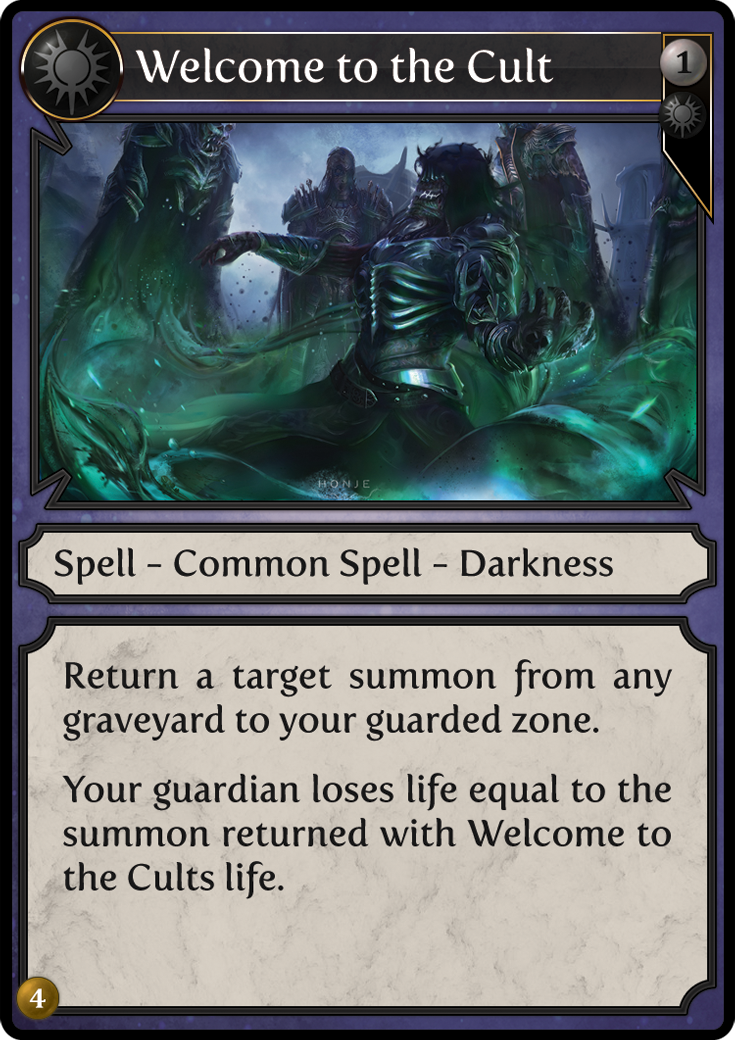 Welcome to the Cult
1
HONJE
Spell – Common Spell – Darkness
Return a target summon from any
graveyard to your guarded zone.
Your guardian loses life equal to the
summon returned with Welcome to
the Cults life.
4